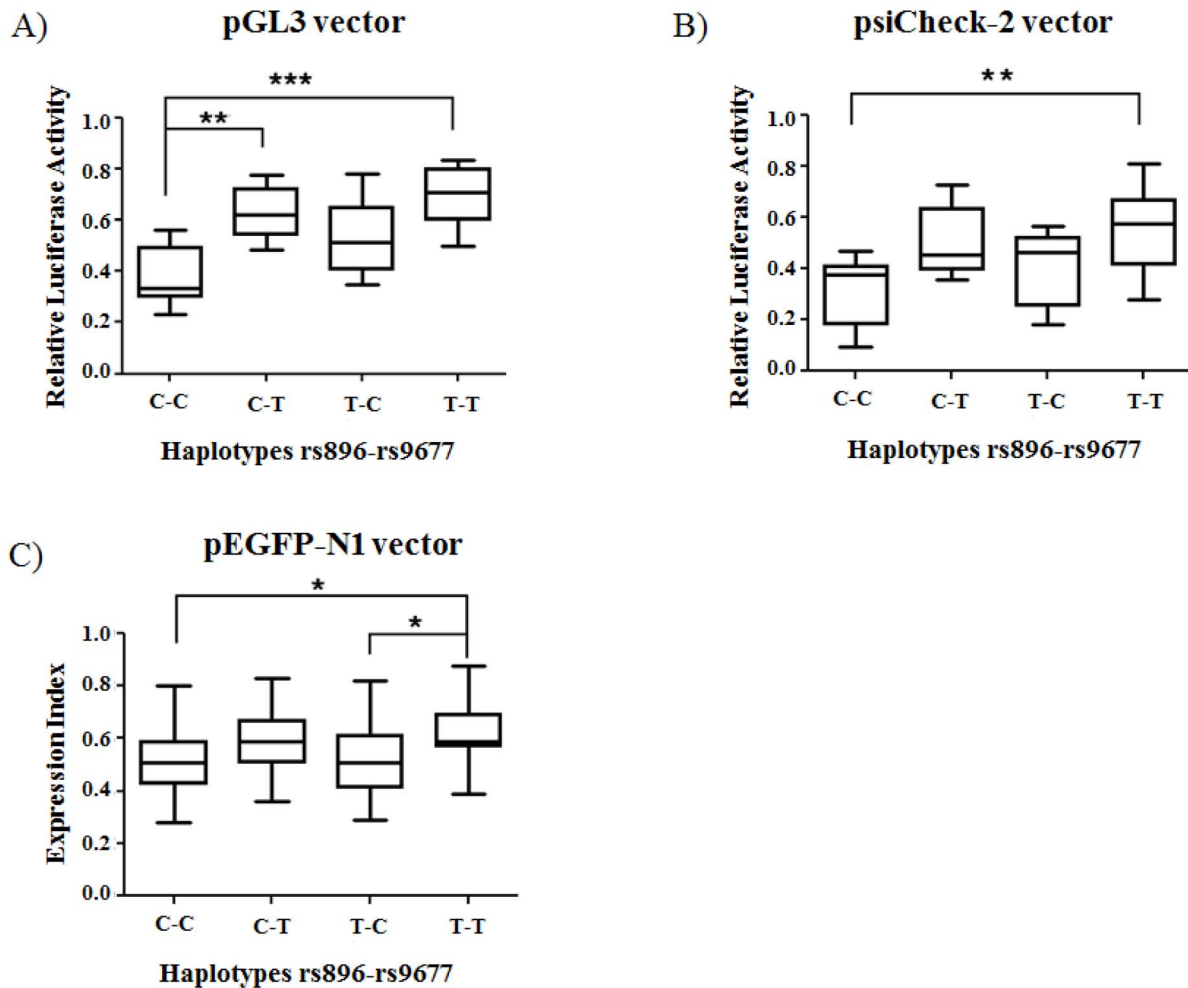 A)
pGL3 vector
***
**
Relative Luciferase Activity
1.0
0.8
0.6
0.4
0.2
0.0
C-C C-T T-C T-T
Haplotypes rs896-rs9677
B)
psiCheck-2 vector
**
Relative Luciferase Activity
1.0
0.8
0.6
0.4
0.2
0.0
C-C C-T T-C T-T
Haplotypes rs896-rs9677
C)
pEGFP-N1 vector
*
*
Expression Index
1.0
0.8
0.6
0.4
0.2
0.0
C-C C-T T-C T-T
Haplotypes rs896-rs9677